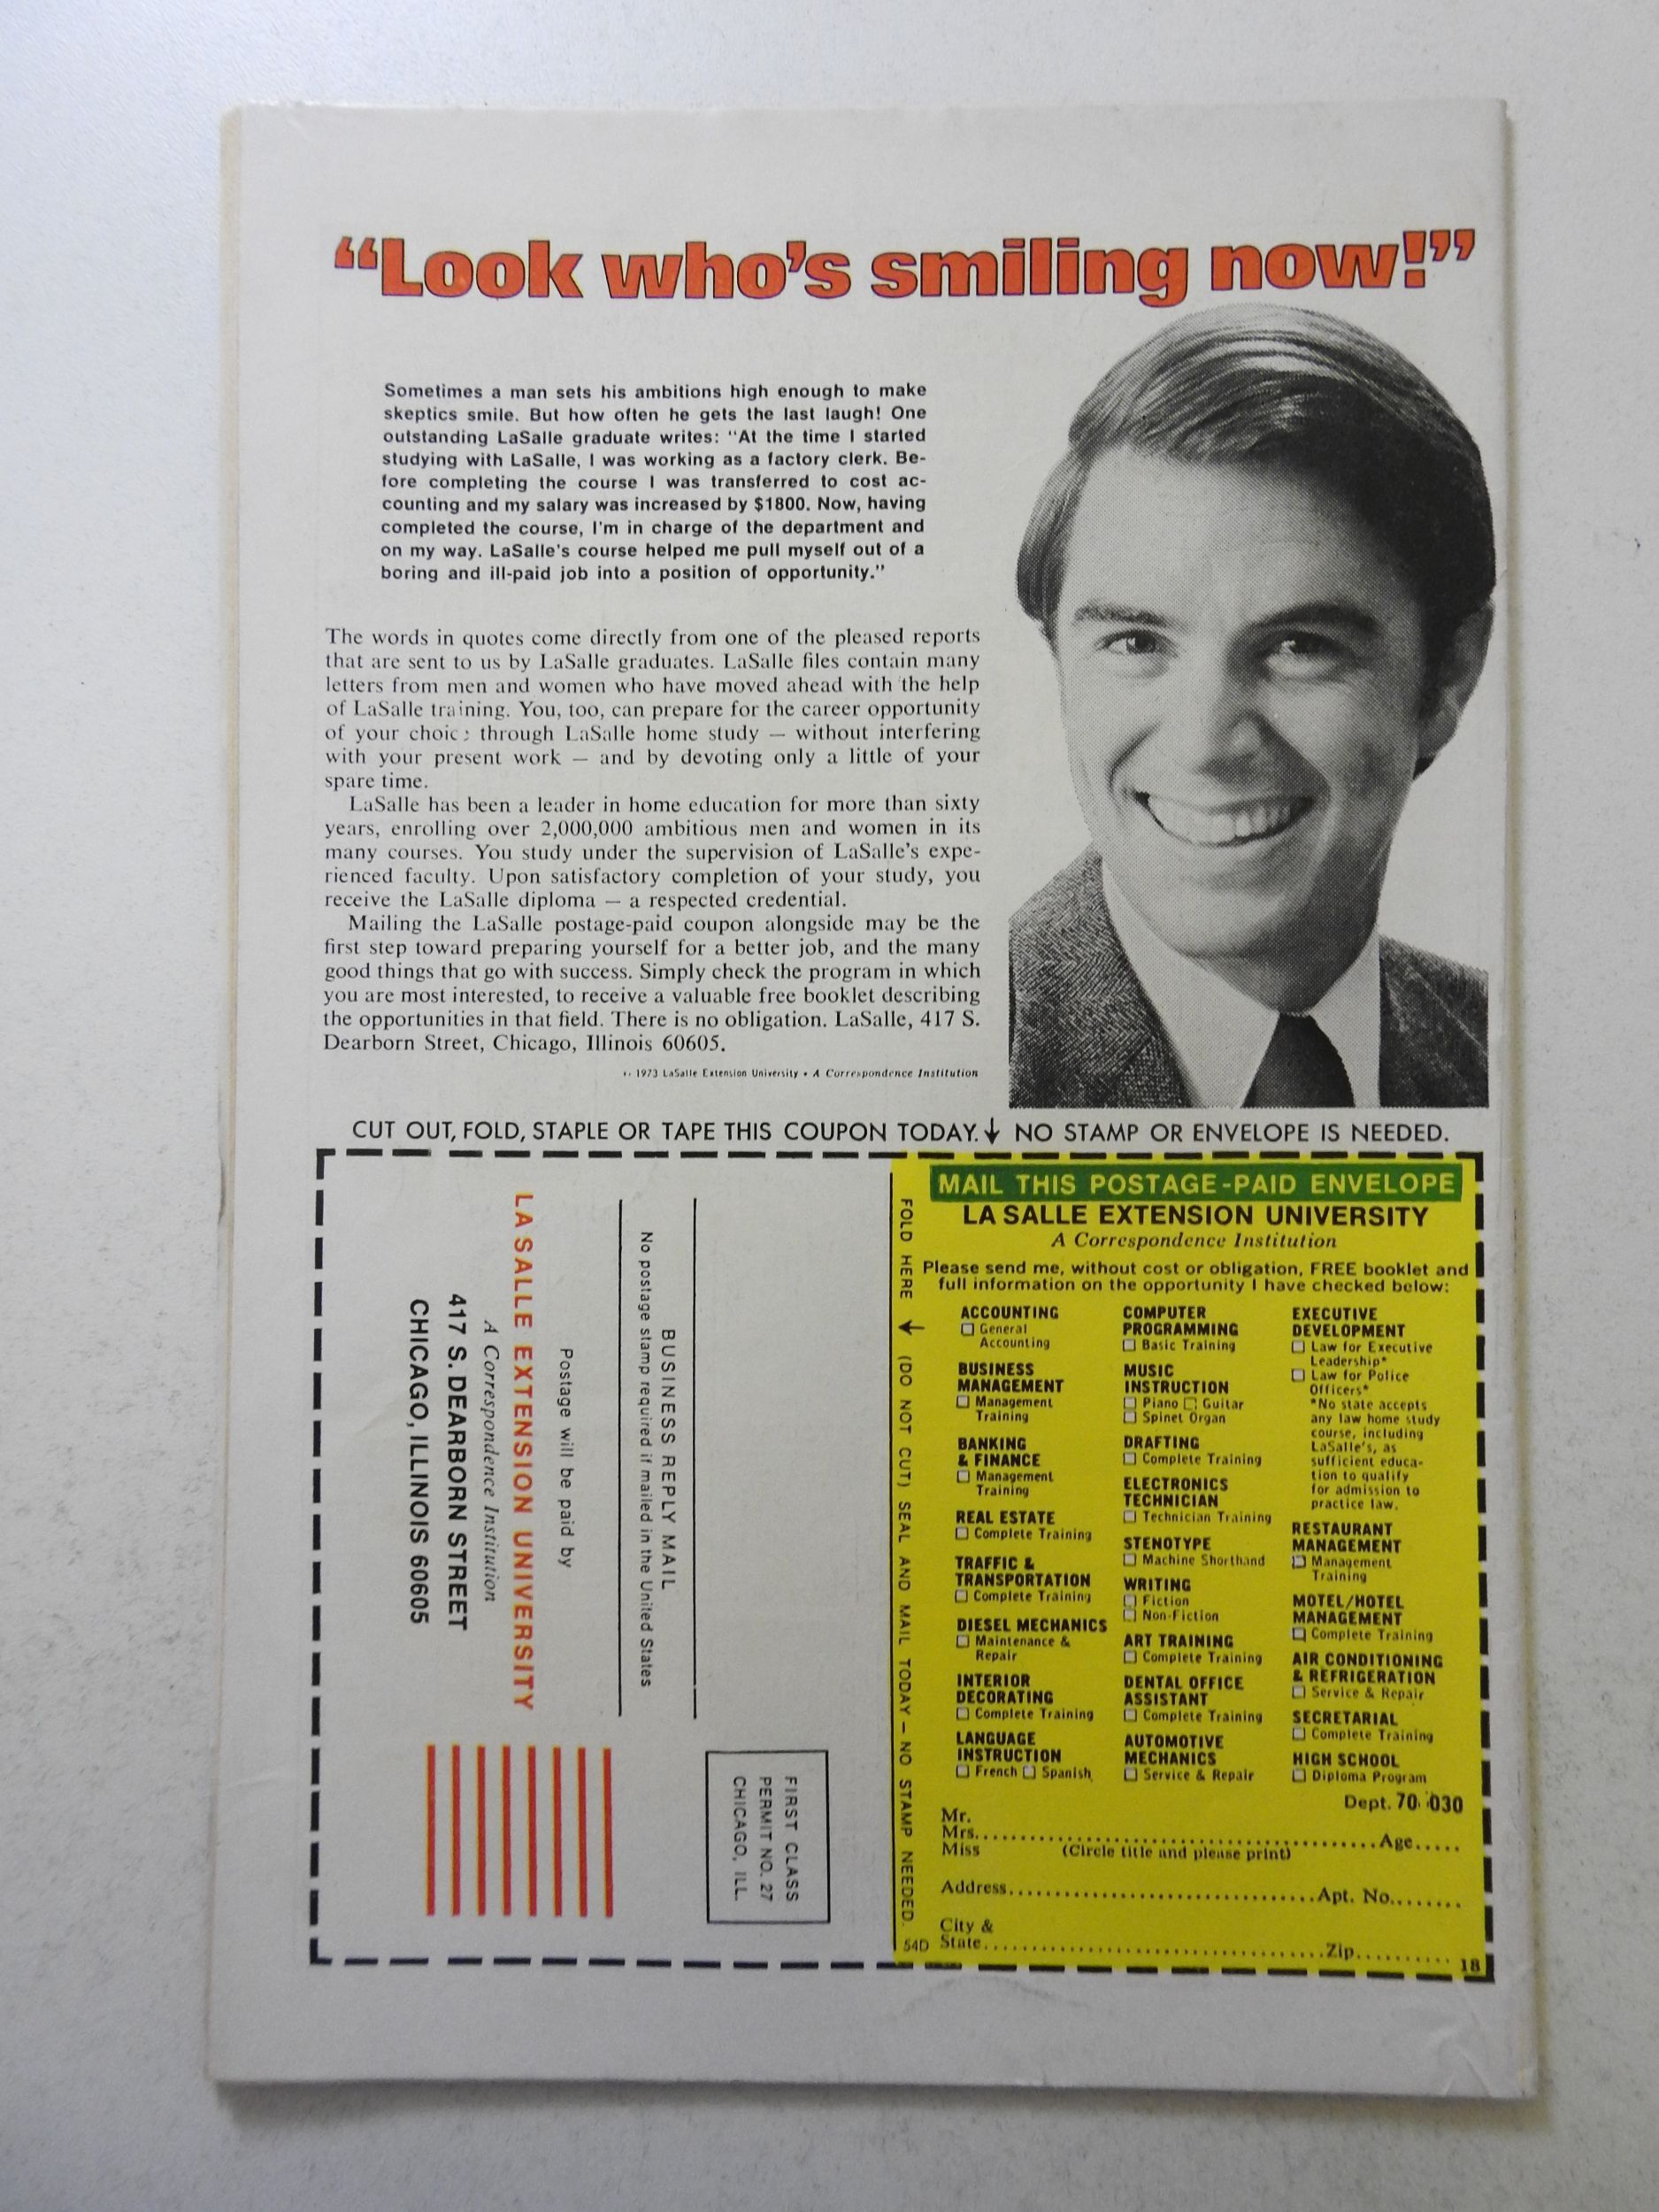 “Look who’s smiling now!”
Sometimes a man sets his ambitions high enough to make
skeptics smile. But how often he gets the last laugh! One
outstanding LaSalle graduate writes: “At the time I started
studying with LaSalle, I was working as a factory clerk. Be-
fore completing the course I was transferred to cost ac-
counting and my salary was increased by $1800. Now, having
completed the course, I’m in charge of the department and
on my way. LaSalle’s course helped me pull myself out of a
boring and ill-paid job into a position of opportunity.”
The words in quotes come directly from one of the pleased reports
that are sent to us by LaSalle graduates. LaSalle files contain many
letters from men and women who have moved ahead with the help
of LaSalle training. You, too, can prepare for the career opportunity
of your choice through LaSalle home study — without interfering
with your present work — and by devoting only a little of your
spare time.
LaSalle has been a leader in home education for more than sixty
years, enrolling over 2,000,000 ambitious men and women in its
many courses. You study under the supervision of LaSalle’s expe-
rienced faculty. Upon satisfactory completion of your study, you
receive the LaSalle diploma — a respected credential.
Mailing the LaSalle postage-paid coupon alongside may be the
first step toward preparing yourself for a better job, and the many
good things that go with success. Simply check the program in which
you are most interested, to receive a valuable free booklet describing
the opportunities in that field. There is no obligation. LaSalle, 417 S.
Dearborn Street, Chicago, Illinois 60605.
1973 LaSalle Extension University • A Correspondence Institution
CUT OUT, FOLD, STAPLE OR TAPE THIS COUPON TODAY.↓ NO STAMP OR ENVELOPE IS NEEDED.
FIRST CLASS
PERMIT NO. 27
CHICAGO, ILL.
BUSINESS REPLY MAIL
No postage stamp required if mailed in the United States
Postage will be paid by
LA SALLE EXTENSION UNIVERSITY
A Correspondence Institution
417 S. DEARBORN STREET
CHICAGO, ILLINOIS 60605
FOLD HERE ↓ (DO NOT CUT) SEAL AND MAIL TODAY — NO STAMP NEEDED.
54D
MAIL THIS POSTAGE-PAID ENVELOPE
LA SALLE EXTENSION UNIVERSITY
A Correspondence Institution
Please send me, without cost or obligation, FREE booklet and
full information on the opportunity I have checked below:
ACCOUNTING
☐ General
Accounting
BUSINESS
MANAGEMENT
☐ Management
Training
BANKING
& FINANCE
☐ Management
Training
REAL ESTATE
☐ Complete Training
TRAFFIC &
TRANSPORTATION
☐ Complete Training
DIESEL MECHANICS
☐ Maintenance &
Repair
INTERIOR
DECORATING
☐ Complete Training
LANGUAGE
INSTRUCTION
☐ French ☐ Spanish
COMPUTER
PROGRAMMING
☐ Basic Training
MUSIC
INSTRUCTION
☐ Piano ☐ Guitar
☐ Spinet Organ
DRAFTING
☐ Complete Training
ELECTRONICS
TECHNICIAN
☐ Technician Training
STENOTYPE
☐ Machine Shorthand
WRITING
☐ Fiction
☐ Non-Fiction
ART TRAINING
☐ Complete Training
DENTAL OFFICE
ASSISTANT
☐ Complete Training
AUTOMOTIVE
MECHANICS
☐ Service & Repair
EXECUTIVE
DEVELOPMENT
☐ Law for Executive
Leadership*
☐ Law for Police
Officers*
*No state accepts
any law home study
course, including
LaSalle’s, as
sufficient educa-
tion to qualify
for admission to
practice law.
RESTAURANT
MANAGEMENT
☐ Management
Training
MOTEL/HOTEL
MANAGEMENT
☐ Complete Training
AIR CONDITIONING
& REFRIGERATION
☐ Service & Repair
SECRETARIAL
☐ Complete Training
HIGH SCHOOL
☐ Diploma Program
Dept. 70-030
Mr.
Mrs. Age
Miss (Circle title and please print)
Address Apt. No.
City &
State Zip
18